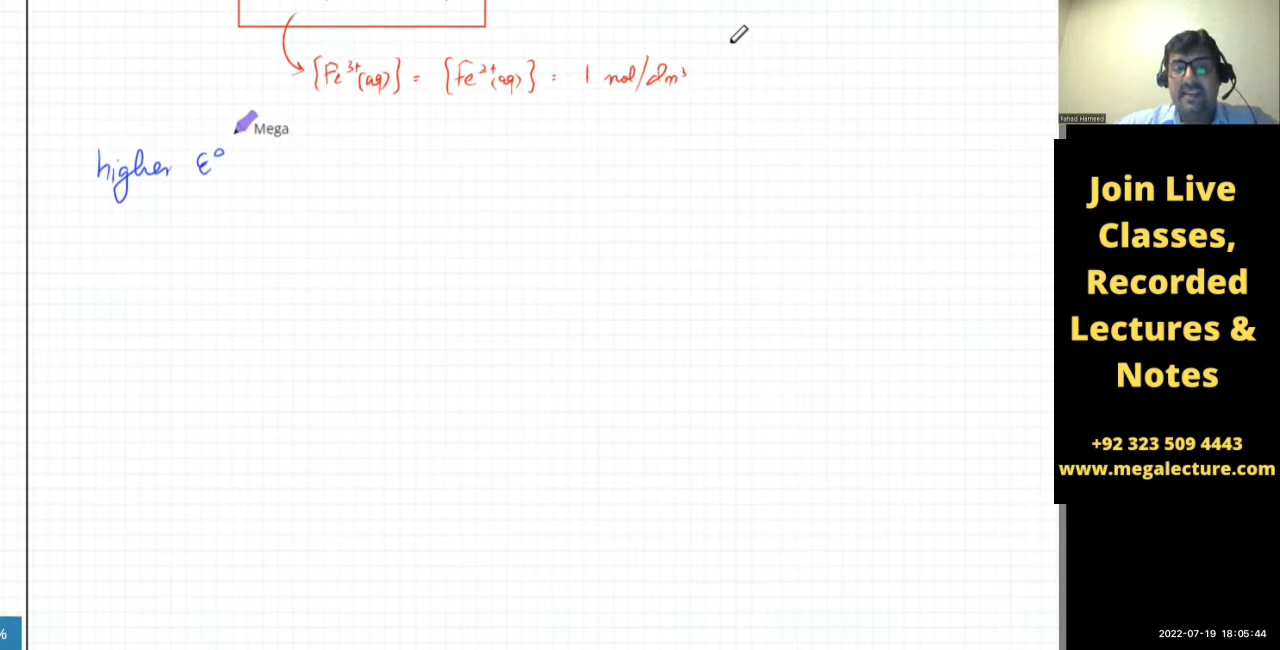 [Fe³⁺(aq)] = [Fe²⁺(aq)] = 1 mol/dm³
Mega
higher ε°
Fahad Hameed
Join Live
Classes,
Recorded
Lectures &
Notes
+92 323 509 4443
www.megalecture.com
%
2022-07-19 18:05:44